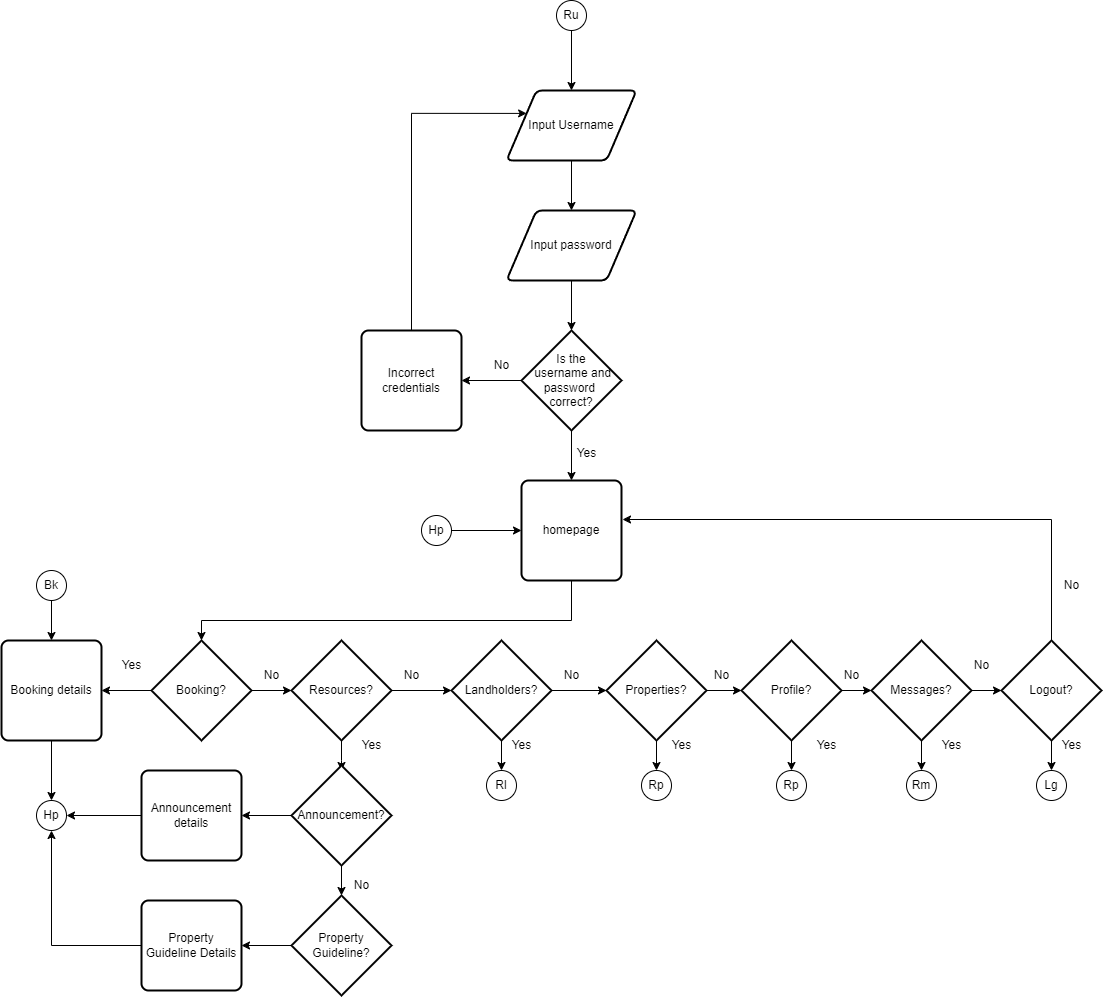 Ru
Input Username
Input password
Is the
username and
password
correct?
No
Incorrect
credentials
Yes
homepage
Hp
No
Bk
Booking details
Yes
Booking?
No
Resources?
No
Landholders?
No
Properties?
No
Profile?
No
Messages?
No
Logout?
Yes
Yes
Yes
Yes
Yes
Yes
Rl
Rp
Rp
Rm
Lg
Hp
Announcement
details
Announcement?
No
Property
Guideline Details
Property
Guideline?